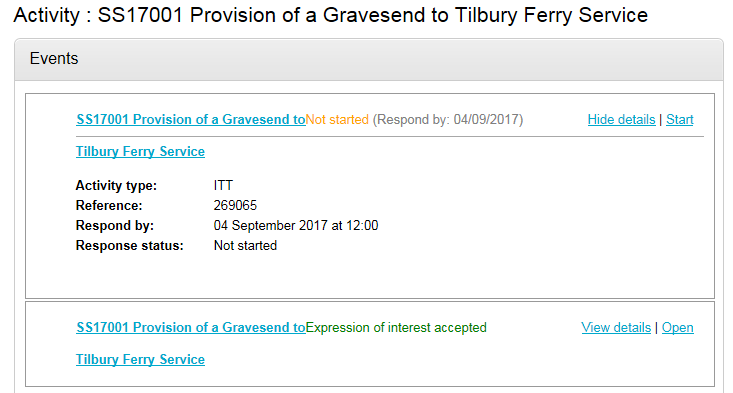 Activity : SS17001 Provision of a Gravesend to Tilbury Ferry Service
Events
SS17001 Provision of a Gravesend toNot started (Respond by: 04/09/2017) Hide details | Start
Tilbury Ferry Service
Activity type: ITT
Reference: 269065
Respond by: 04 September 2017 at 12:00
Response status: Not started
SS17001 Provision of a Gravesend toExpression of interest accepted View details | Open
Tilbury Ferry Service